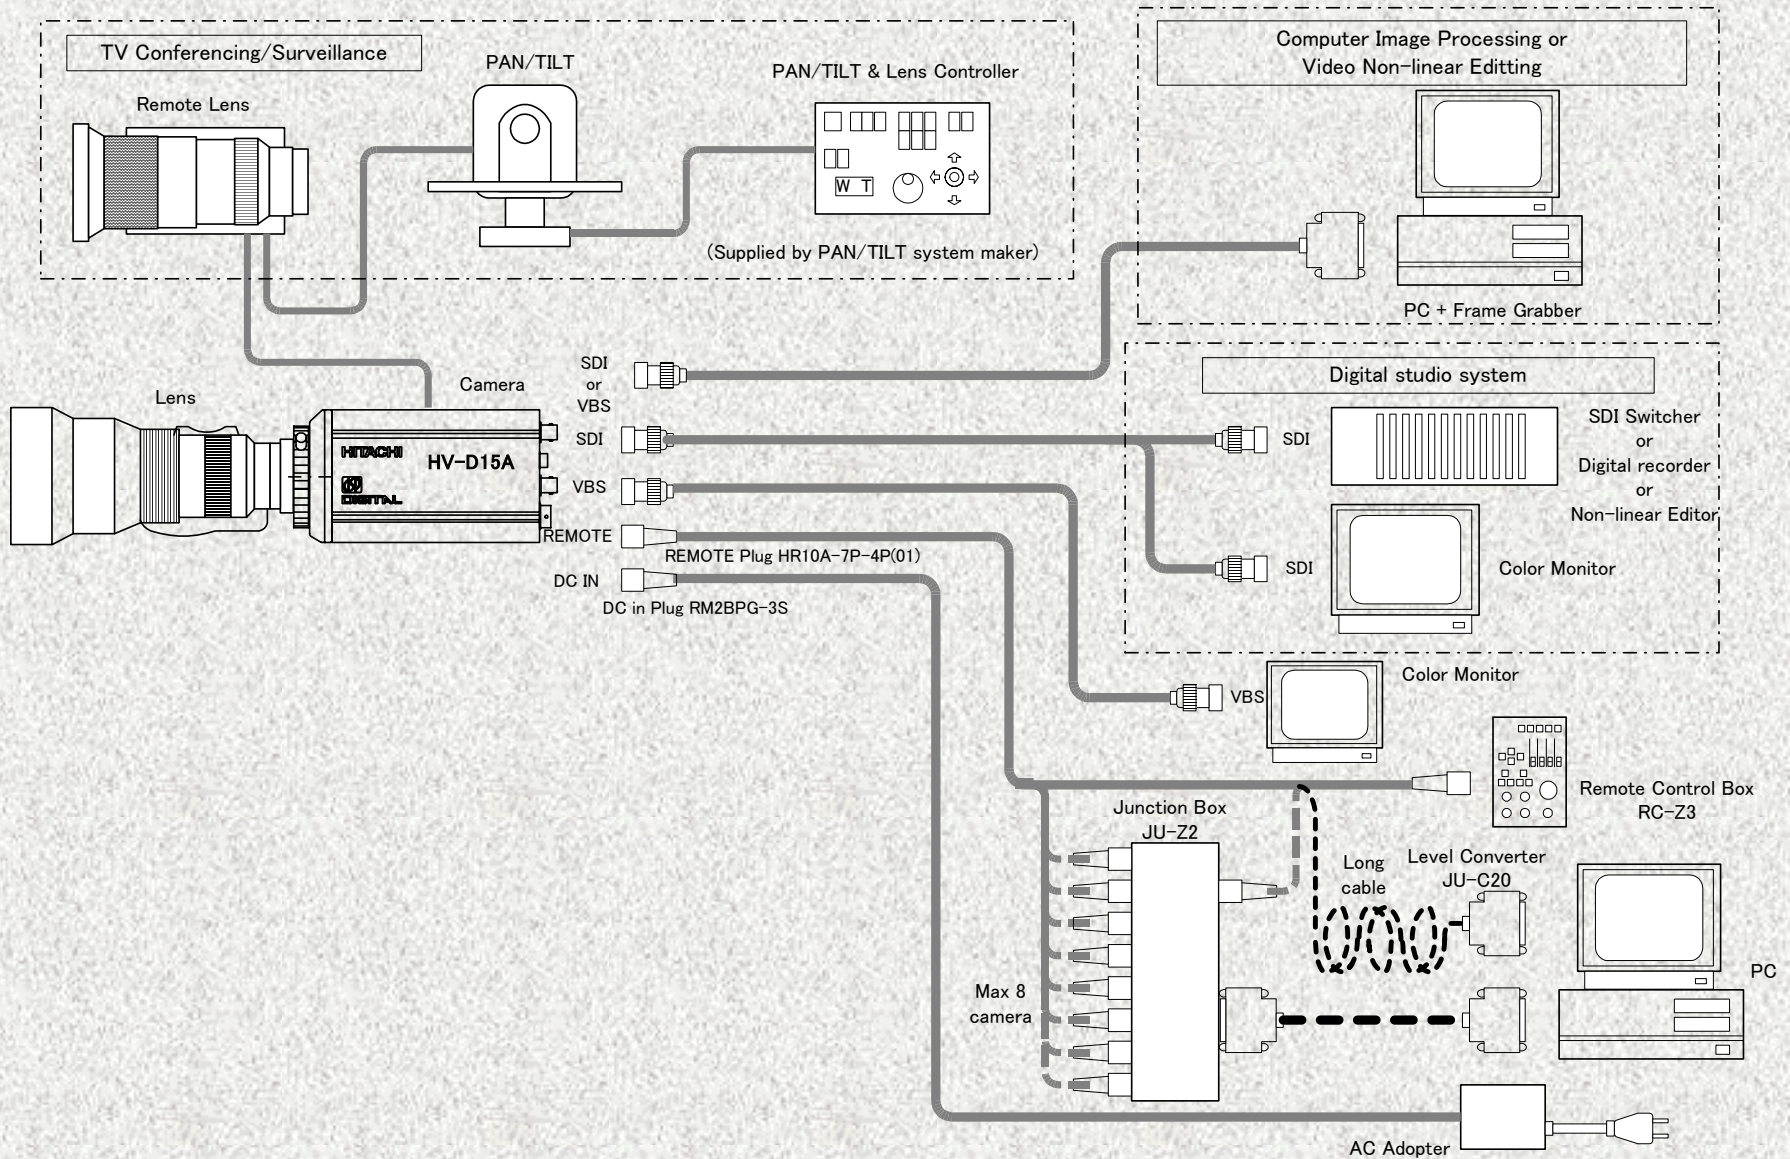 TV Conferencing/Surveillance
PAN/TILT
PAN/TILT & Lens Controller
Remote Lens
W T
(Supplied by PAN/TILT system maker)
Computer Image Processing or
Video Non-linear Editting
PC + Frame Grabber
Lens
Camera
HITACHI
HV-D15A
DIGITAL
SDI
or
VBS
SDI
VBS
REMOTE
REMOTE Plug HR10A-7P-4P(01)
DC IN
DC in Plug RM2BPG-3S
Digital studio system
SDI
SDI Switcher
or
Digital recorder
or
Non-linear Editor
SDI
Color Monitor
VBS
Color Monitor
Remote Control Box
RC-Z3
Junction Box
JU-Z2
Long
cable
Level Converter
JU-C20
PC
Max 8
camera
AC Adopter